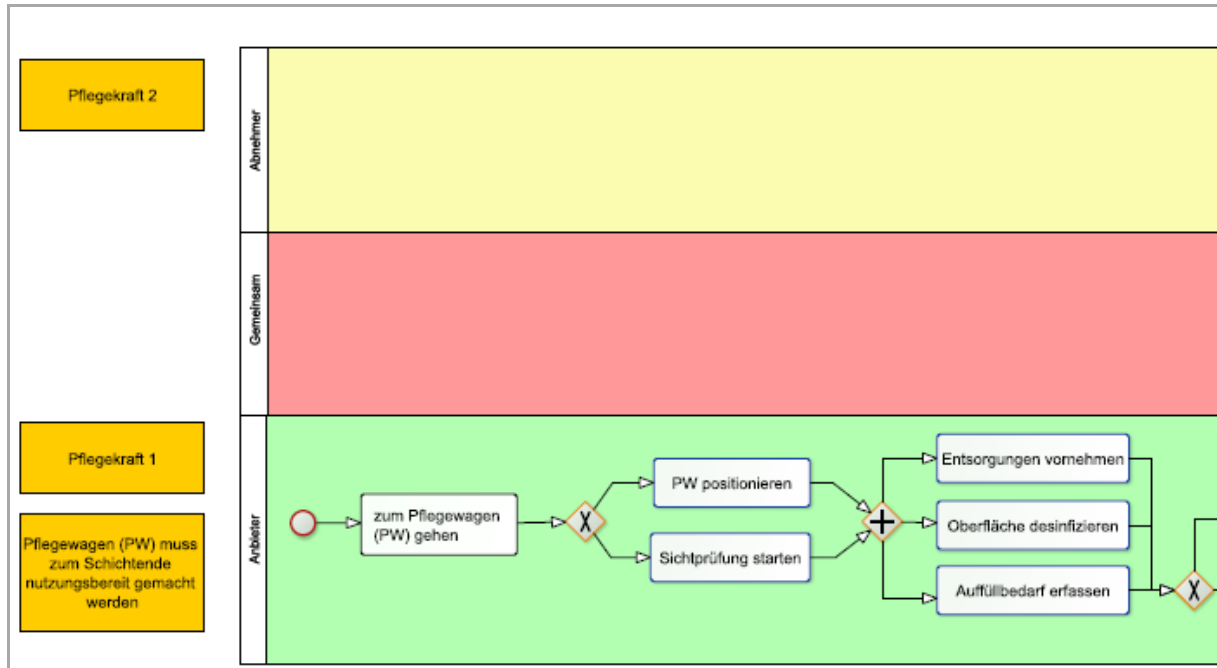 Pflegekraft 2
Abnehmer
Gemeinsam
Pflegekraft 1
Pflegewagen (PW) muss
zum Schichtende
nutzungsbereit gemacht
werden
Anbieter
zum Pflegewagen
(PW) gehen
X
PW positionieren
Sichtprüfung starten
Entsorgungen vornehmen
Oberfläche desinfizieren
Auffüllbedarf erfassen
X